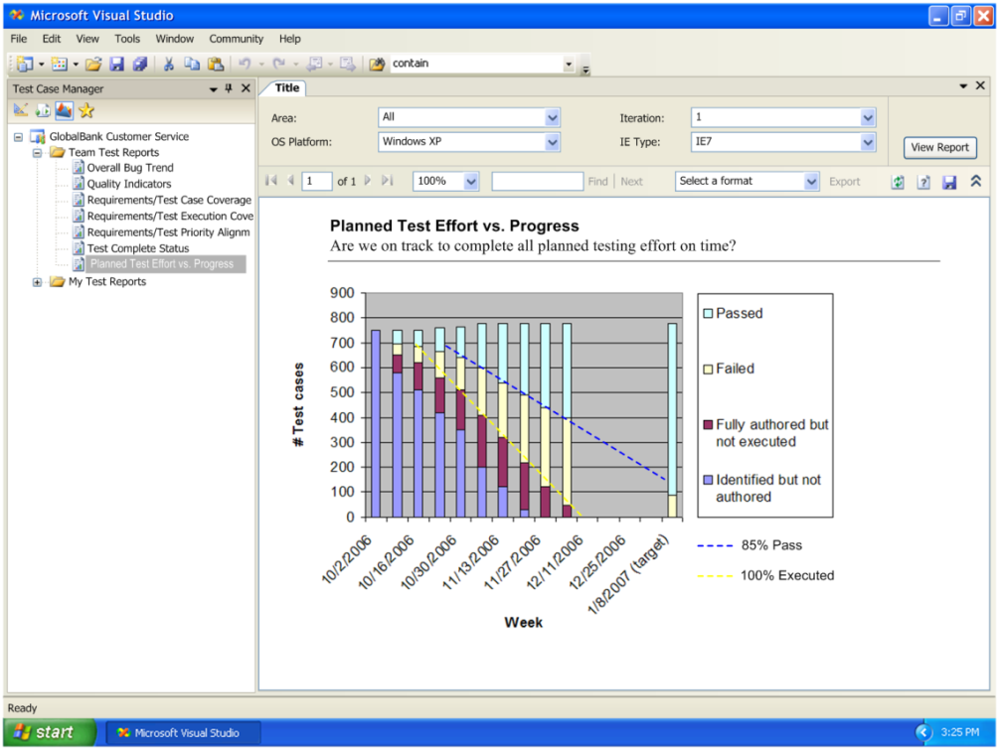 Microsoft Visual Studio
File Edit View Tools Window Community Help
contain
Test Case Manager
Title
Area: All Iteration: 1
OS Platform: Windows XP IE Type: IE7
View Report
1 of 1 100% Find Next Select a format Export
GlobalBank Customer Service
Team Test Reports
Overall Bug Trend
Quality Indicators
Requirements/Test Case Coverage
Requirements/Test Execution Cove
Requirements/Test Priority Alignm
Test Complete Status
Planned Test Effort vs. Progress
My Test Reports
Planned Test Effort vs. Progress
Are we on track to complete all planned testing effort on time?
900
800
700
600
500
400
300
200
100
0
# Test cases
10/2/2006
10/16/2006
10/30/2006
11/13/2006
11/27/2006
12/11/2006
12/25/2006
1/8/2007 (target)
Week
Passed
Failed
Fully authored but
not executed
Identified but not
authored
85% Pass
100% Executed
Ready
start Microsoft Visual Studio 3:25 PM